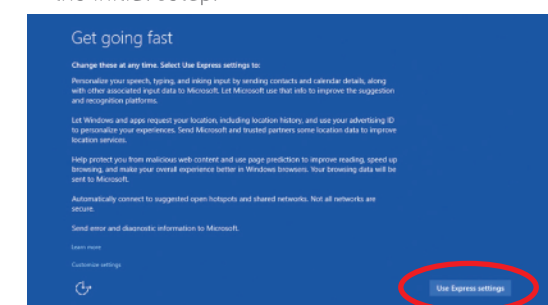 the initial setup.
Get going fast
Change these at any time. Select Use Express settings to:
Personalize your speech, typing, and inking input by sending contacts and calendar details, along
with other associated input data to Microsoft. Let Microsoft use that info to improve the suggestion
and recognition platforms.
Let Windows and apps request your location, including location history, and use your advertising ID
to personalize your experiences. Send Microsoft and trusted partners some location data to improve
location services.
Help protect you from malicious web content and use page prediction to improve reading, speed up
browsing, and make your overall experience better in Windows browsers. Your browsing data will be
sent to Microsoft.
Automatically connect to suggested open hotspots and shared networks. Not all networks are
secure.
Send error and diagnostic information to Microsoft.
Learn more
Customize settings
Use Express settings